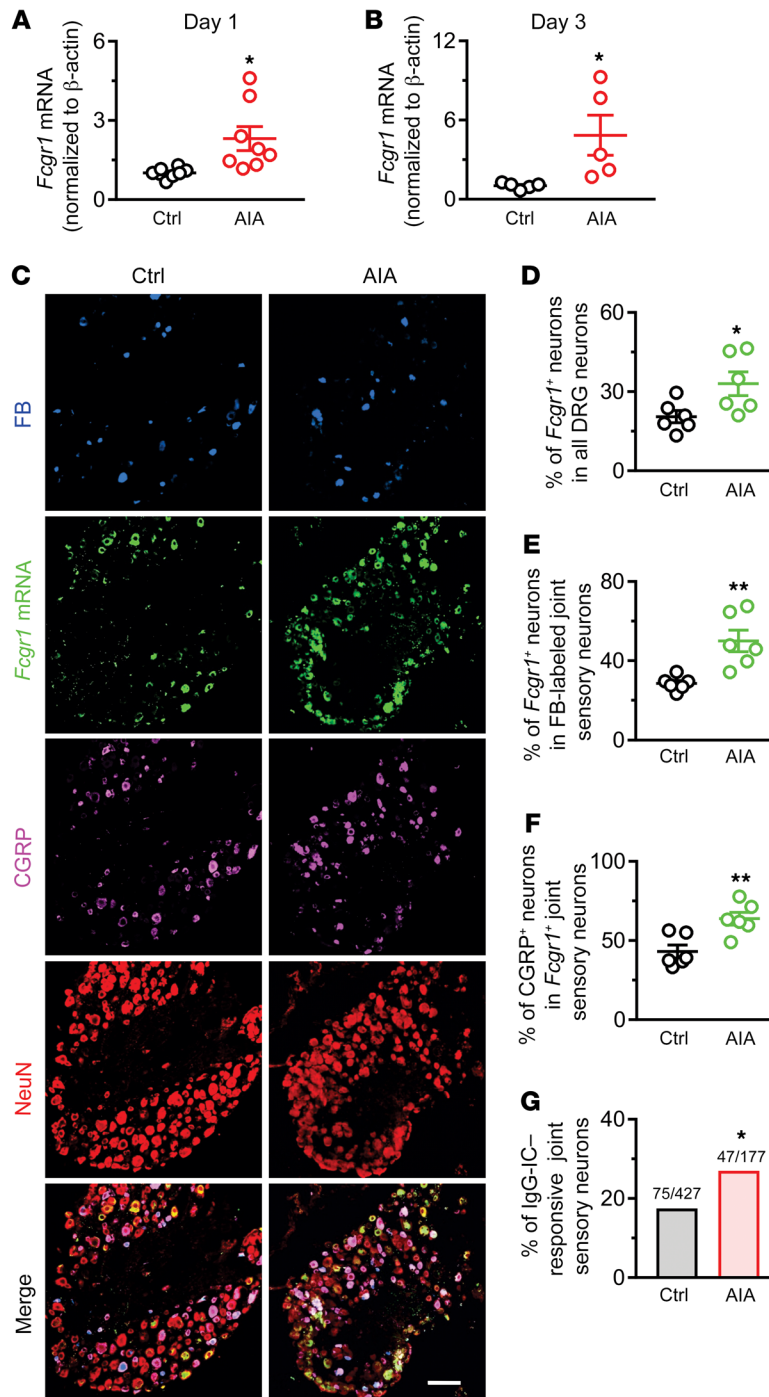 A
Day 1
Fcgr1 mRNA
(normalized to β-actin)
6
3
0
*
Ctrl
AIA
B
Day 3
Fcgr1 mRNA
(normalized to β-actin)
12
6
0
*
Ctrl
AIA
C
Ctrl
AIA
FB
Fcgr1 mRNA
CGRP
NeuN
Merge
D
% of Fcgr1+ neurons
in all DRG neurons
60
30
0
*
Ctrl
AIA
E
% of Fcgr1+ neurons
in FB-labeled joint
sensory neurons
80
40
0
**
Ctrl
AIA
F
% of CGRP+ neurons
in Fcgr1+ joint
sensory neurons
100
50
0
**
Ctrl
AIA
G
% of IgG-IC–
responsive joint
sensory neurons
40
20
0
75/427
*
47/177
Ctrl
AIA